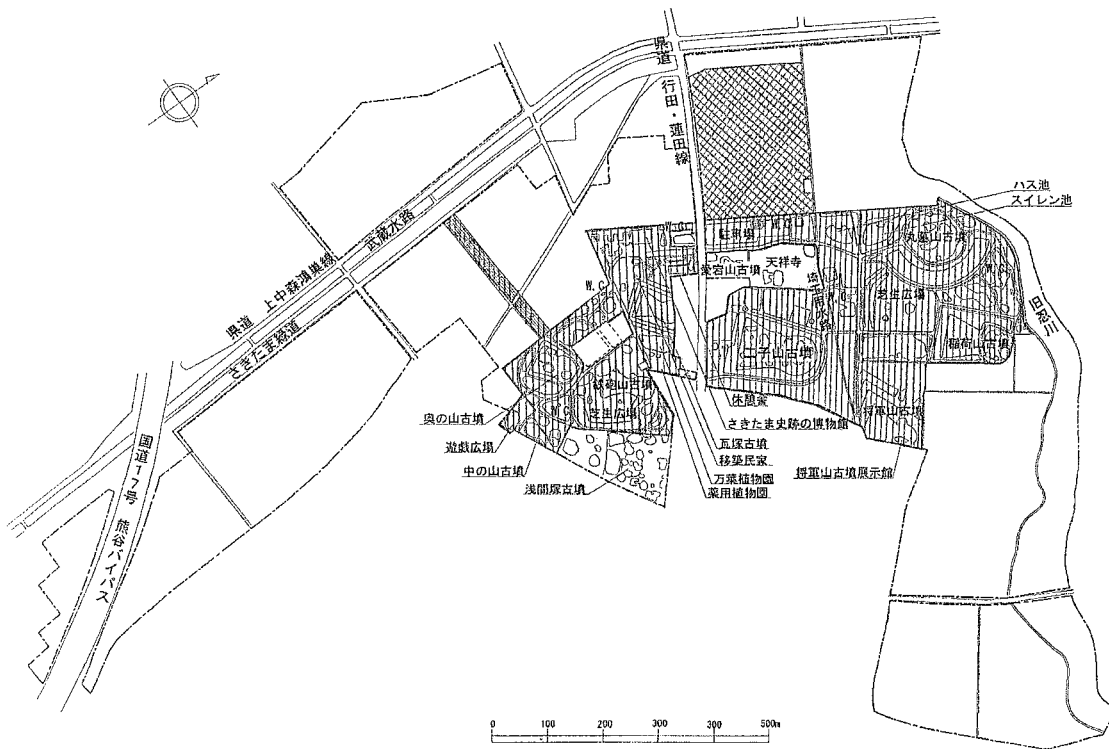 県道
行田・蓮田線
県道 上中森鴻巣線
武蔵水路
さきたま緑道
国道17号 熊谷バイパス
ハス池
スイレン池
W.C
駐車場
W.C
丸墓山古墳
愛宕山古墳
天祥寺
W.C
埼玉用水路
W.C
芝生広場
W.C
旧忍川
二子山古墳
稲荷山古墳
鉄砲山古墳
休憩棟
W.C
芝生広場
将軍山古墳
奥の山古墳
さきたま史跡の博物館
遊戯広場
瓦塚古墳
中の山古墳
移築民家
将軍山古墳展示館
浅間塚古墳
万葉植物園
薬用植物園
0 100 200 300 300 500m